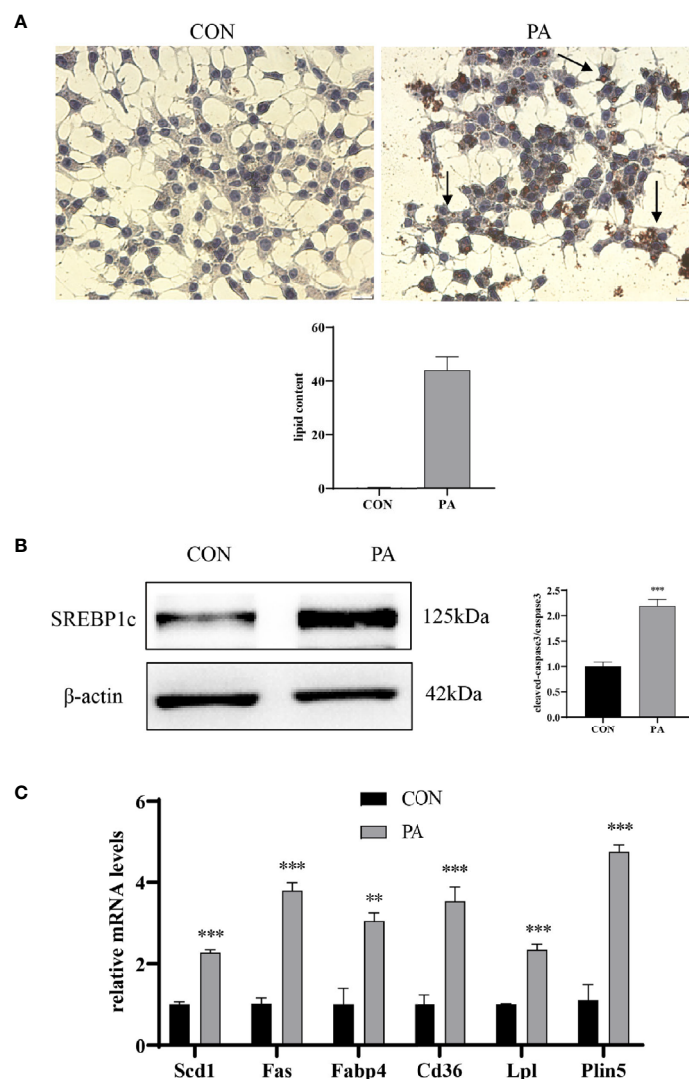 A
CON PA
60
40
20
0
lipid content
CON PA
B
CON PA
SREBP1c 125kDa
β-actin 42kDa
***
2.5
2.0
1.5
1.0
0.5
0.0
cleaved-caspase3/caspase3
CON PA
C
CON
PA
6
4
2
0
relative mRNA levels
*** *** ** *** *** ***
Scd1 Fas Fabp4 Cd36 Lpl Plin5